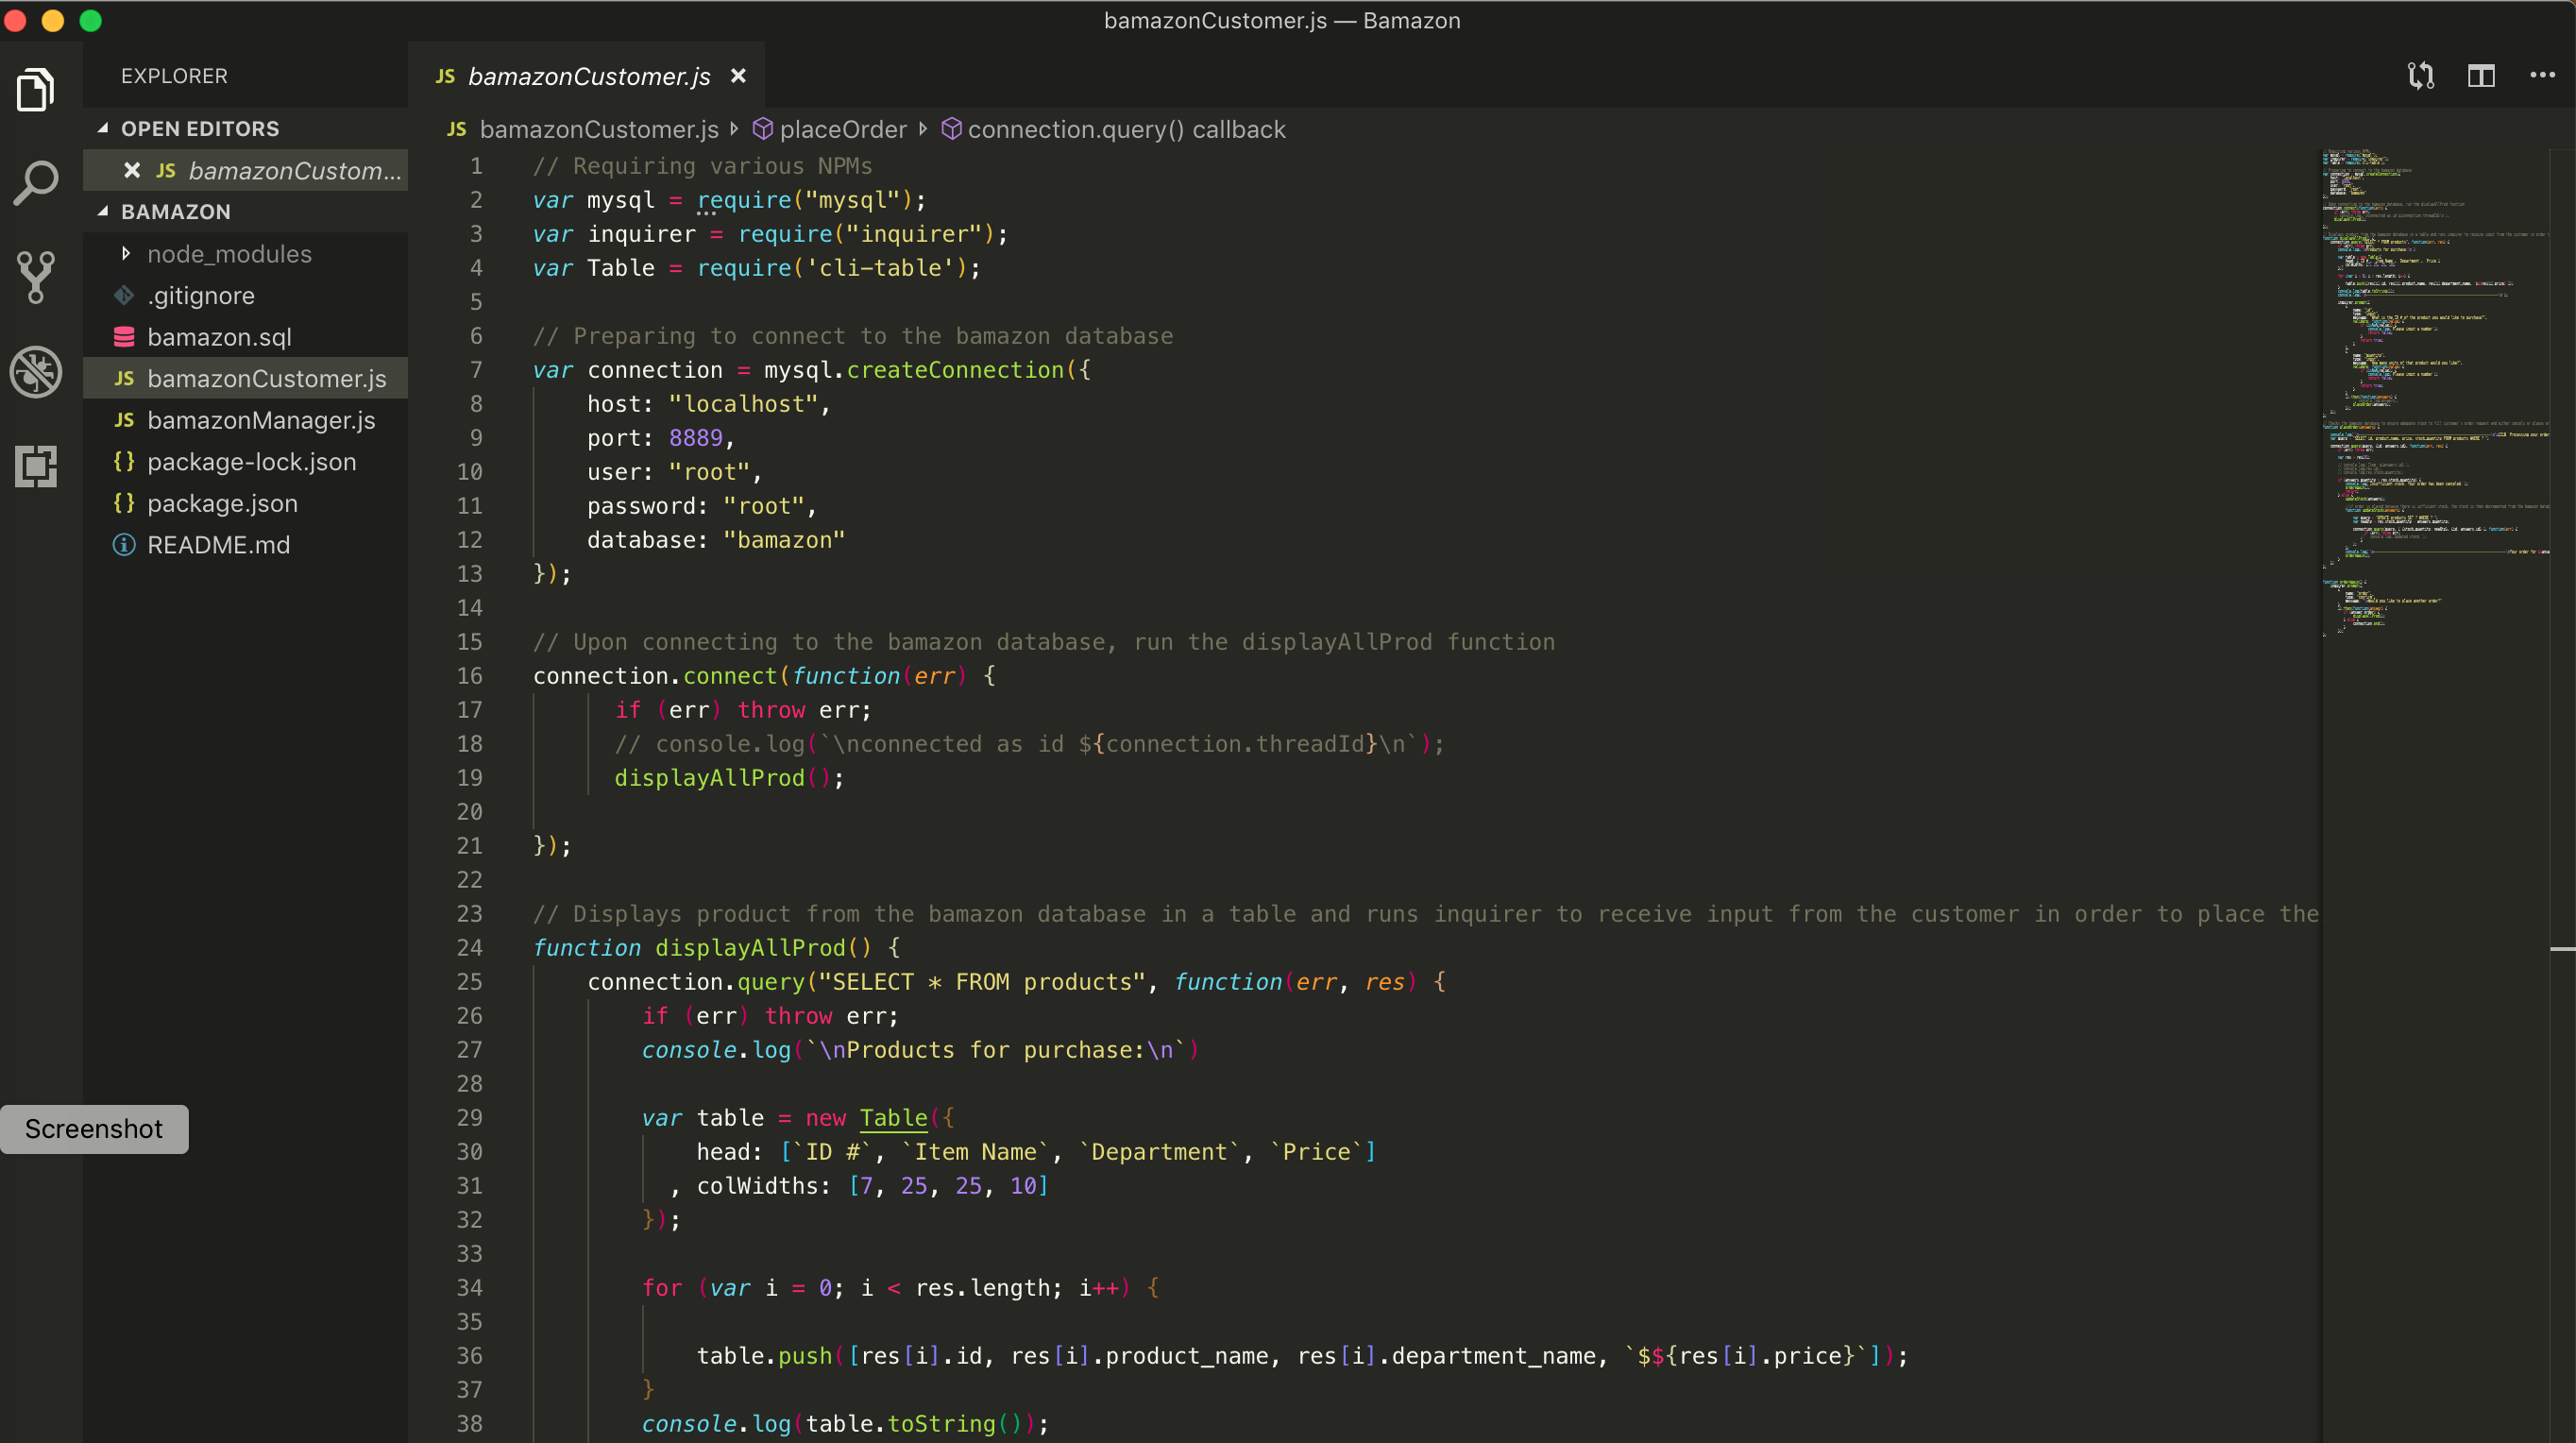 bamazonCustomer.js — Bamazon
EXPLORER
OPEN EDITORS
JS bamazonCustom...
BAMAZON
node_modules
.gitignore
bamazon.sql
JS bamazonCustomer.js
JS bamazonManager.js
{} package-lock.json
{} package.json
README.md
Screenshot
JS bamazonCustomer.js
JS bamazonCustomer.js placeOrder connection.query() callback
1 // Requiring various NPMs
2 var mysql = require("mysql");
3 var inquirer = require("inquirer");
4 var Table = require('cli-table');
5
6 // Preparing to connect to the bamazon database
7 var connection = mysql.createConnection({
8     host: "localhost",
9     port: 8889,
10     user: "root",
11     password: "root",
12     database: "bamazon"
13 });
14
15 // Upon connecting to the bamazon database, run the displayAllProd function
16 connection.connect(function(err) {
17       if (err) throw err;
18       // console.log(`\nconnected as id ${connection.threadId}\n`);
19       displayAllProd();
20
21 });
22
23 // Displays product from the bamazon database in a table and runs inquirer to receive input from the customer in order to place the
24 function displayAllProd() {
25     connection.query("SELECT * FROM products", function(err, res) {
26         if (err) throw err;
27         console.log(`\nProducts for purchase:\n`)
28
29         var table = new Table({
30             head: [`ID #`, `Item Name`, `Department`, `Price`]
31           , colWidths: [7, 25, 25, 10]
32         });
33
34         for (var i = 0; i < res.length; i++) {
35
36             table.push([res[i].id, res[i].product_name, res[i].department_name, `$${res[i].price}`]);
37         }
38         console.log(table.toString());